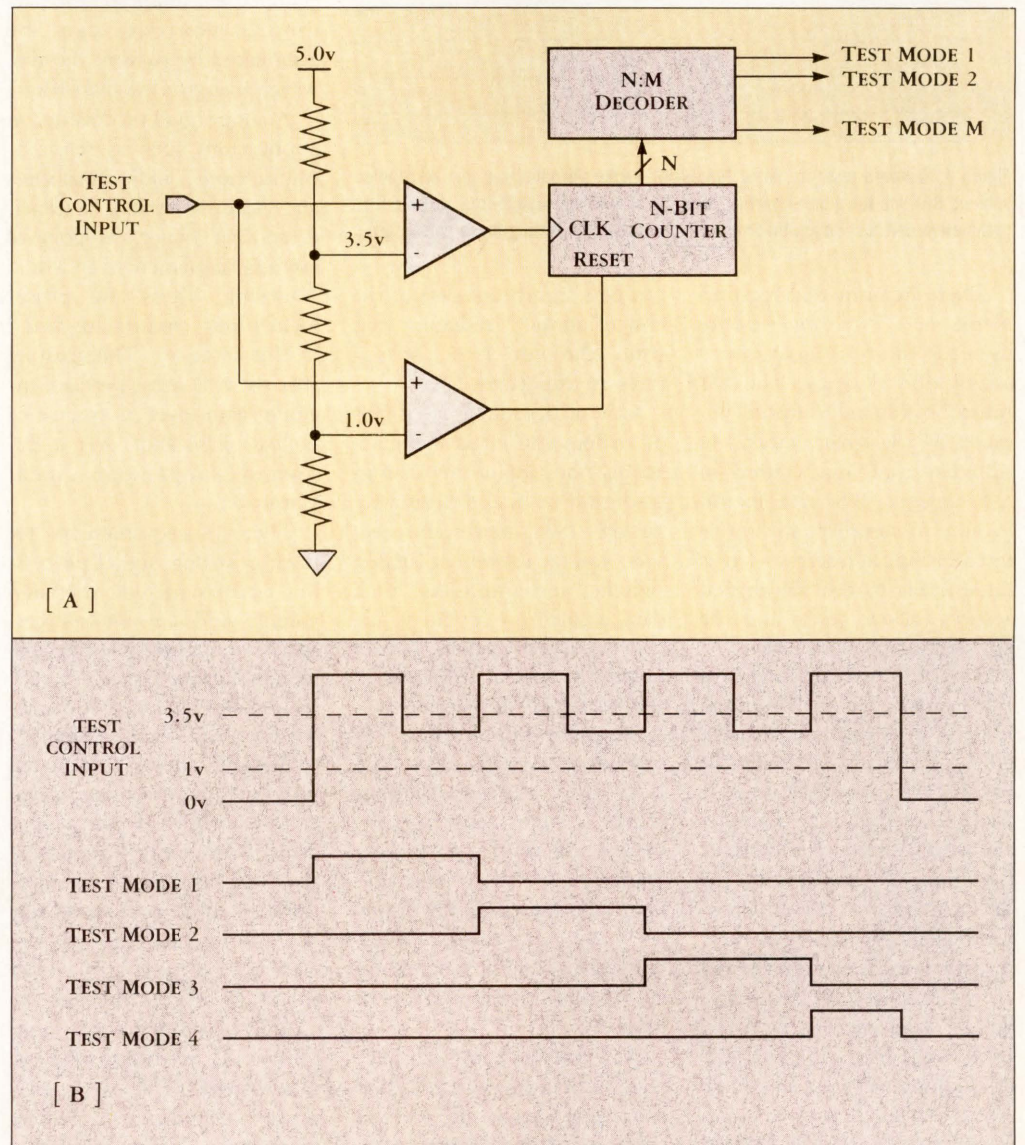 5.0v
TEST MODE 1
N:M
DECODER
TEST MODE 2
TEST MODE M
N
TEST
CONTROL
INPUT
+
3.5v
-
CLK
N-BIT
COUNTER
RESET
+
1.0v
-
[ A ]
TEST
CONTROL
INPUT
3.5v
1v
0v
TEST MODE 1
TEST MODE 2
TEST MODE 3
TEST MODE 4
[ B ]